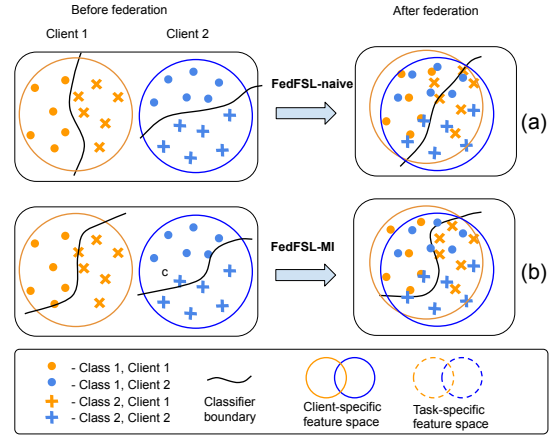 Before federation
After federation
Client 1
Client 2
FedFSL-naive
(a)
FedFSL-MI
(b)
c
- Class 1, Client 1
- Class 1, Client 2
- Class 2, Client 1
- Class 2, Client 2
Classifier
boundary
Client-specific
feature space
Task-specific
feature space